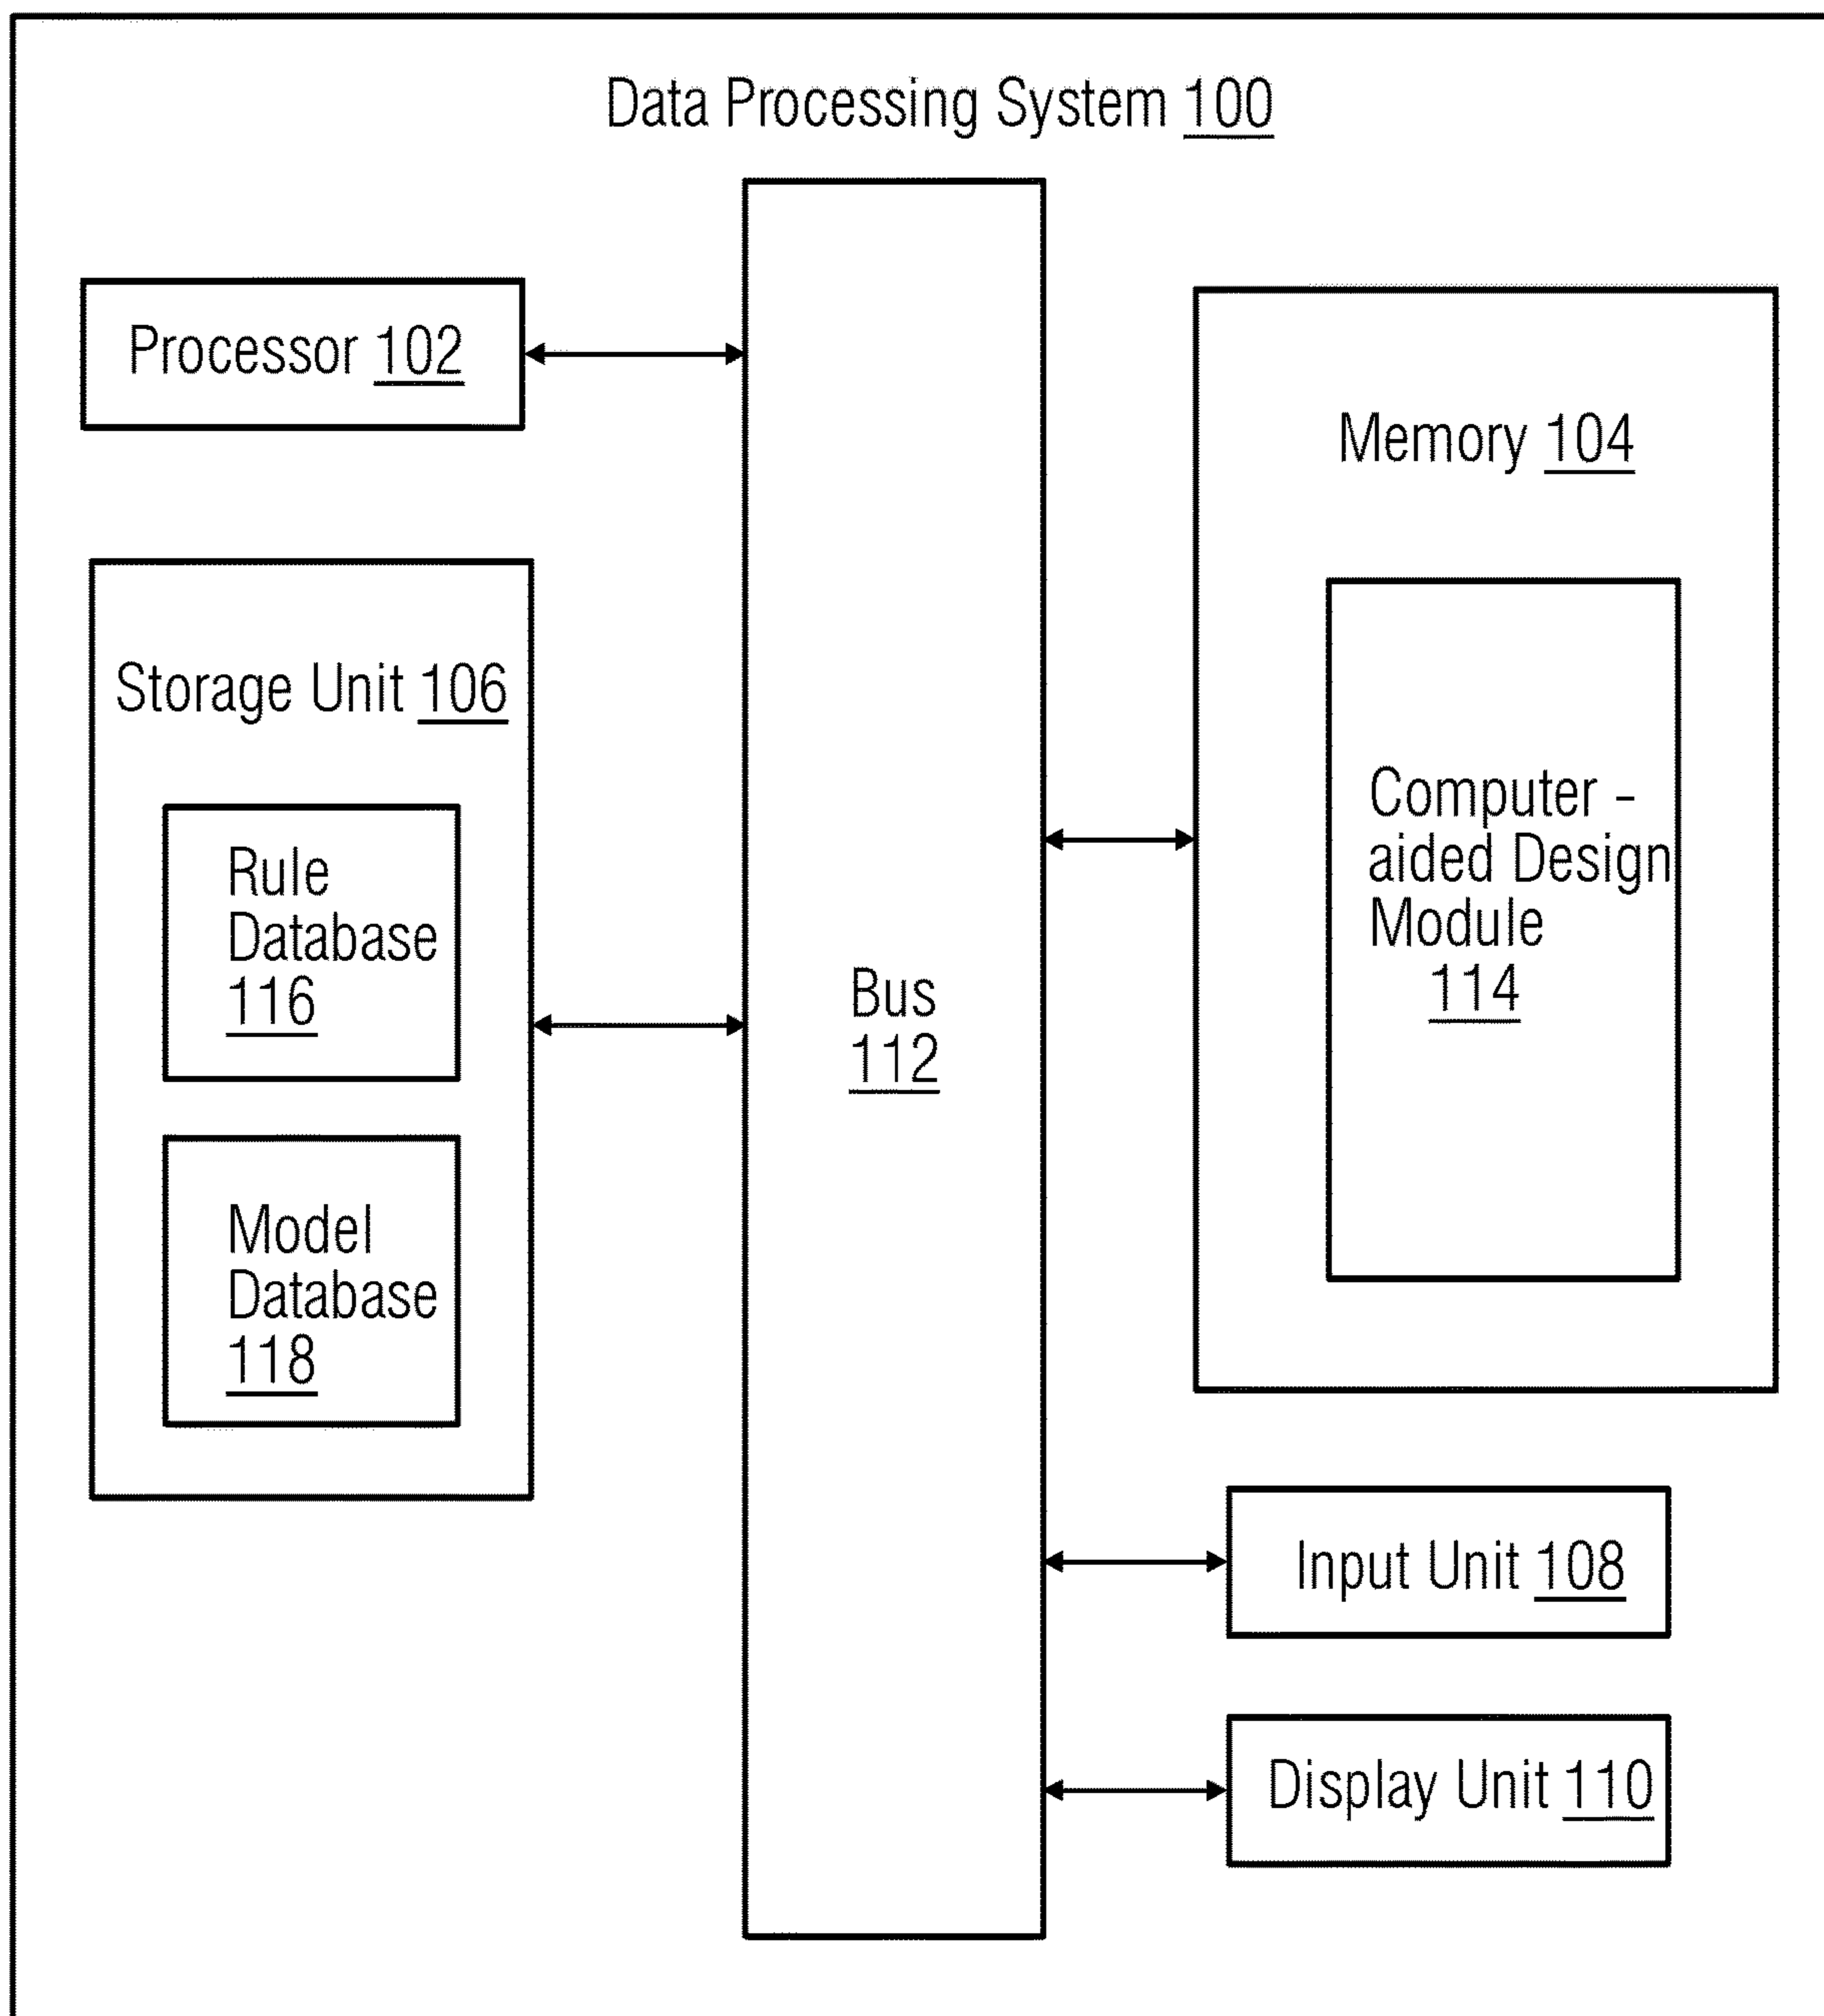 Data Processing System 100
Processor 102
Memory 104
Storage Unit 106
Rule
Database
116
Model
Database
118
Bus
112
Computer -
aided Design
Module
114
Input Unit 108
Display Unit 110